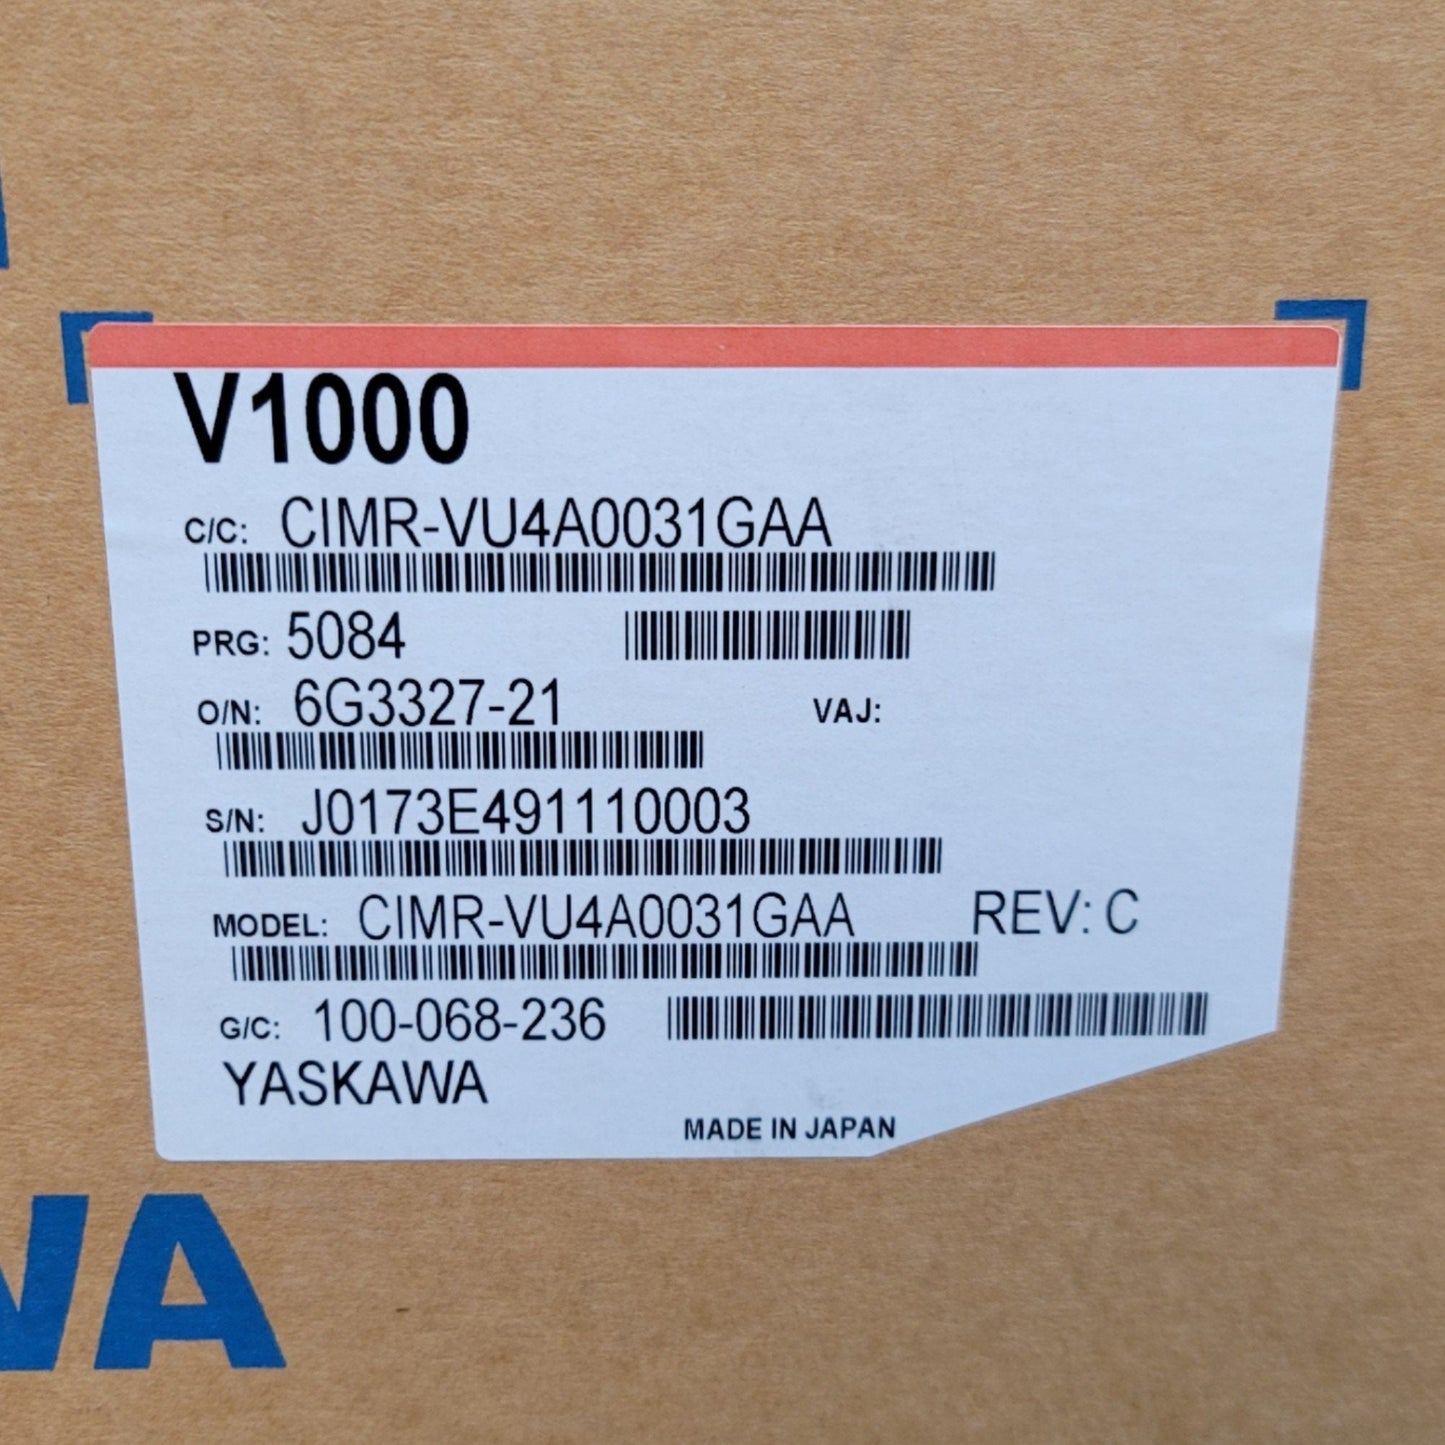 V1000
C/C: CIMR-VU4A0031GAA
PRG: 5084
O/N: 6G3327-21 VAJ:
S/N: J0173E491110003
MODEL: CIMR-VU4A0031GAA REV: C
G/C: 100-068-236
YASKAWA
MADE IN JAPAN
WA